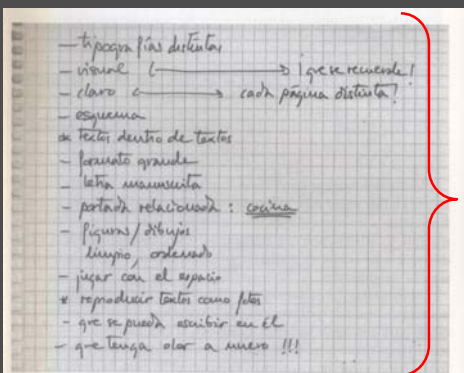 - tipografías distintas
- visual ⟵⟶ ¡que se recuerde!
- claro ⟵⟶ cada página distinta!
- esquema
* textos dentro de textos
- formato grande
- letra manuscrita
- portada relacionada : cocina
- figuras / dibujos
limpio, ordenado
- jugar con el espacio
* reproducir textos como fotos
- que se pueda escribir en él
- que tenga olor a nuevo !!!